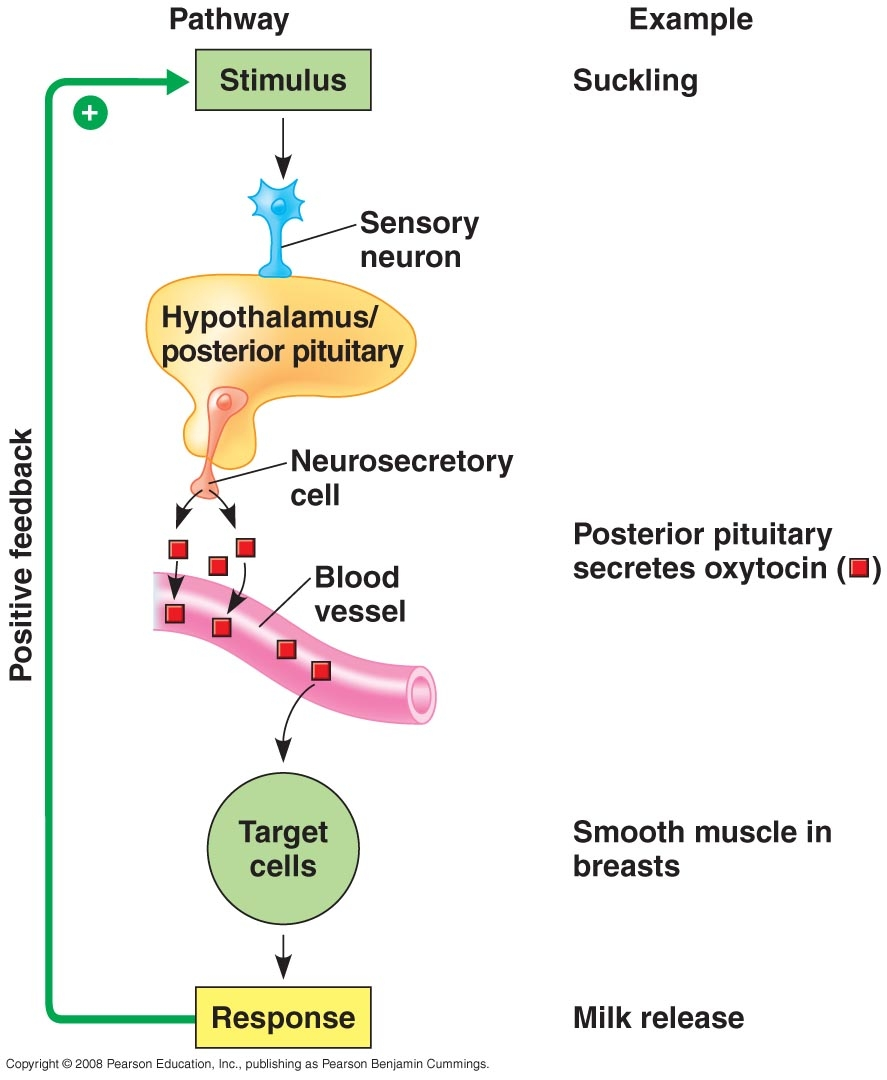 Pathway
Example
Stimulus
Suckling
+
Sensory
neuron
Hypothalamus/
posterior pituitary
Neurosecretory
cell
Positive feedback
Posterior pituitary
secretes oxytocin ( )
Blood
vessel
Target
cells
Smooth muscle in
breasts
Response
Milk release
Copyright © 2008 Pearson Education, Inc., publishing as Pearson Benjamin Cummings.